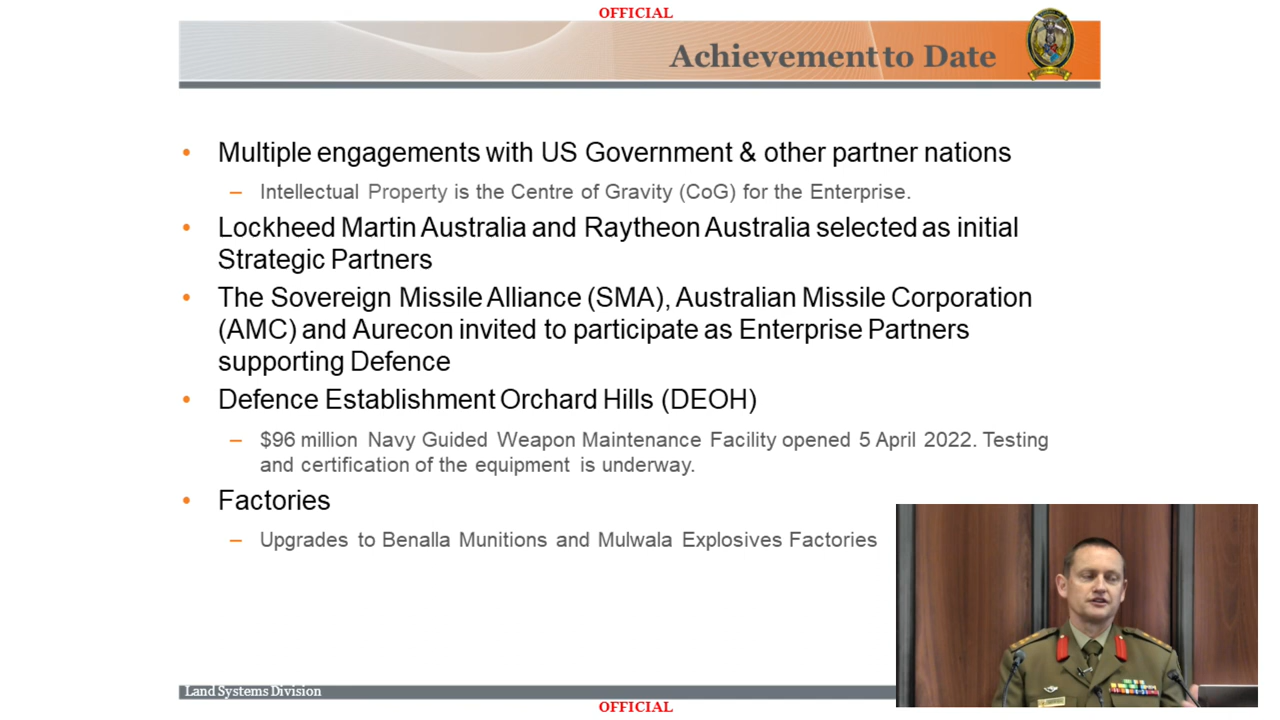 OFFICIAL
Achievement to Date
• Multiple engagements with US Government & other partner nations
– Intellectual Property is the Centre of Gravity (CoG) for the Enterprise.
• Lockheed Martin Australia and Raytheon Australia selected as initial
Strategic Partners
• The Sovereign Missile Alliance (SMA), Australian Missile Corporation
(AMC) and Aurecon invited to participate as Enterprise Partners
supporting Defence
• Defence Establishment Orchard Hills (DEOH)
– $96 million Navy Guided Weapon Maintenance Facility opened 5 April 2022. Testing
and certification of the equipment is underway.
• Factories
– Upgrades to Benalla Munitions and Mulwala Explosives Factories
Land Systems Division
OFFICIAL